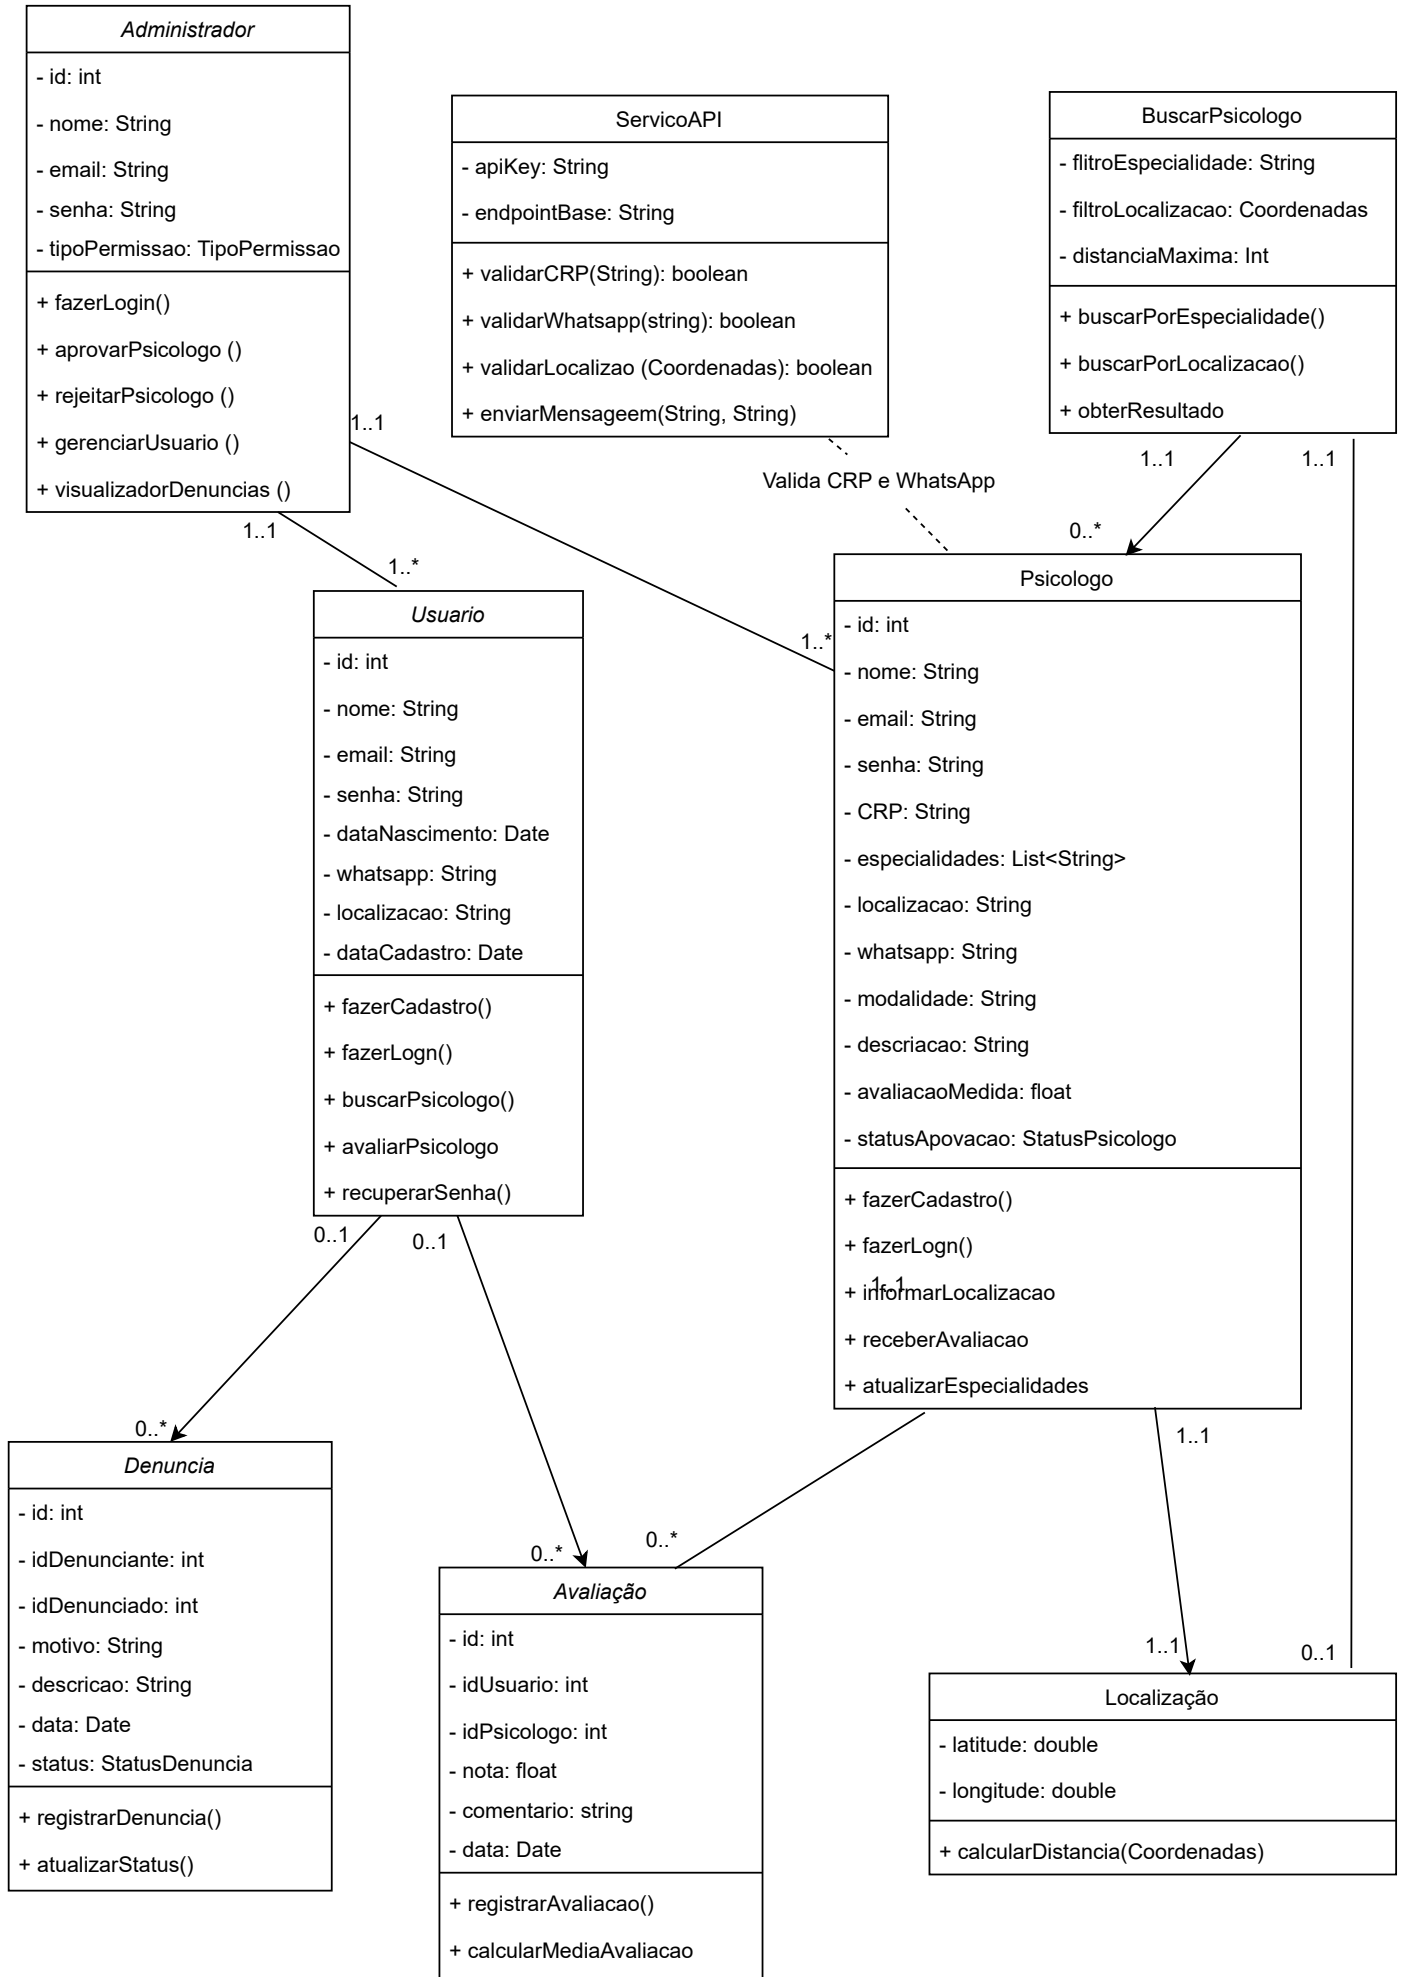 Administrador
- id: int
- nome: String
- email: String
- senha: String
- tipoPermissao: TipoPermissao
+ fazerLogin()
+ aprovarPsicologo ()
+ rejeitarPsicologo ()
+ gerenciarUsuario ()
+ visualizadorDenuncias ()
ServicoAPI
- apiKey: String
- endpointBase: String
+ validarCRP(String): boolean
+ validarWhatsapp(string): boolean
+ validarLocalizao (Coordenadas): boolean
+ enviarMensageem(String, String)
BuscarPsicologo
- flitroEspecialidade: String
- filtroLocalizacao: Coordenadas
- distanciaMaxima: Int
+ buscarPorEspecialidade()
+ buscarPorLocalizacao()
+ obterResultado
1..1
1..1
1..1
1..1
Valida CRP e WhatsApp
0..*
1..*
1..*
Usuario
- id: int
- nome: String
- email: String
- senha: String
- dataNascimento: Date
- whatsapp: String
- localizacao: String
- dataCadastro: Date
+ fazerCadastro()
+ fazerLogn()
+ buscarPsicologo()
+ avaliarPsicologo
+ recuperarSenha()
Psicologo
- id: int
- nome: String
- email: String
- senha: String
- CRP: String
- especialidades: List<String>
- localizacao: String
- whatsapp: String
- modalidade: String
- descriacao: String
- avaliacaoMedida: float
- statusApovacao: StatusPsicologo
+ fazerCadastro()
+ fazerLogn()
1..1
+ informarLocalizacao
+ receberAvaliacao
+ atualizarEspecialidades
0..1
0..1
1..1
0..*
0..*
0..*
1..1
0..1
Denuncia
- id: int
- idDenunciante: int
- idDenunciado: int
- motivo: String
- descricao: String
- data: Date
- status: StatusDenuncia
+ registrarDenuncia()
+ atualizarStatus()
Avaliação
- id: int
- idUsuario: int
- idPsicologo: int
- nota: float
- comentario: string
- data: Date
+ registrarAvaliacao()
+ calcularMediaAvaliacao
Localização
- latitude: double
- longitude: double
+ calcularDistancia(Coordenadas)